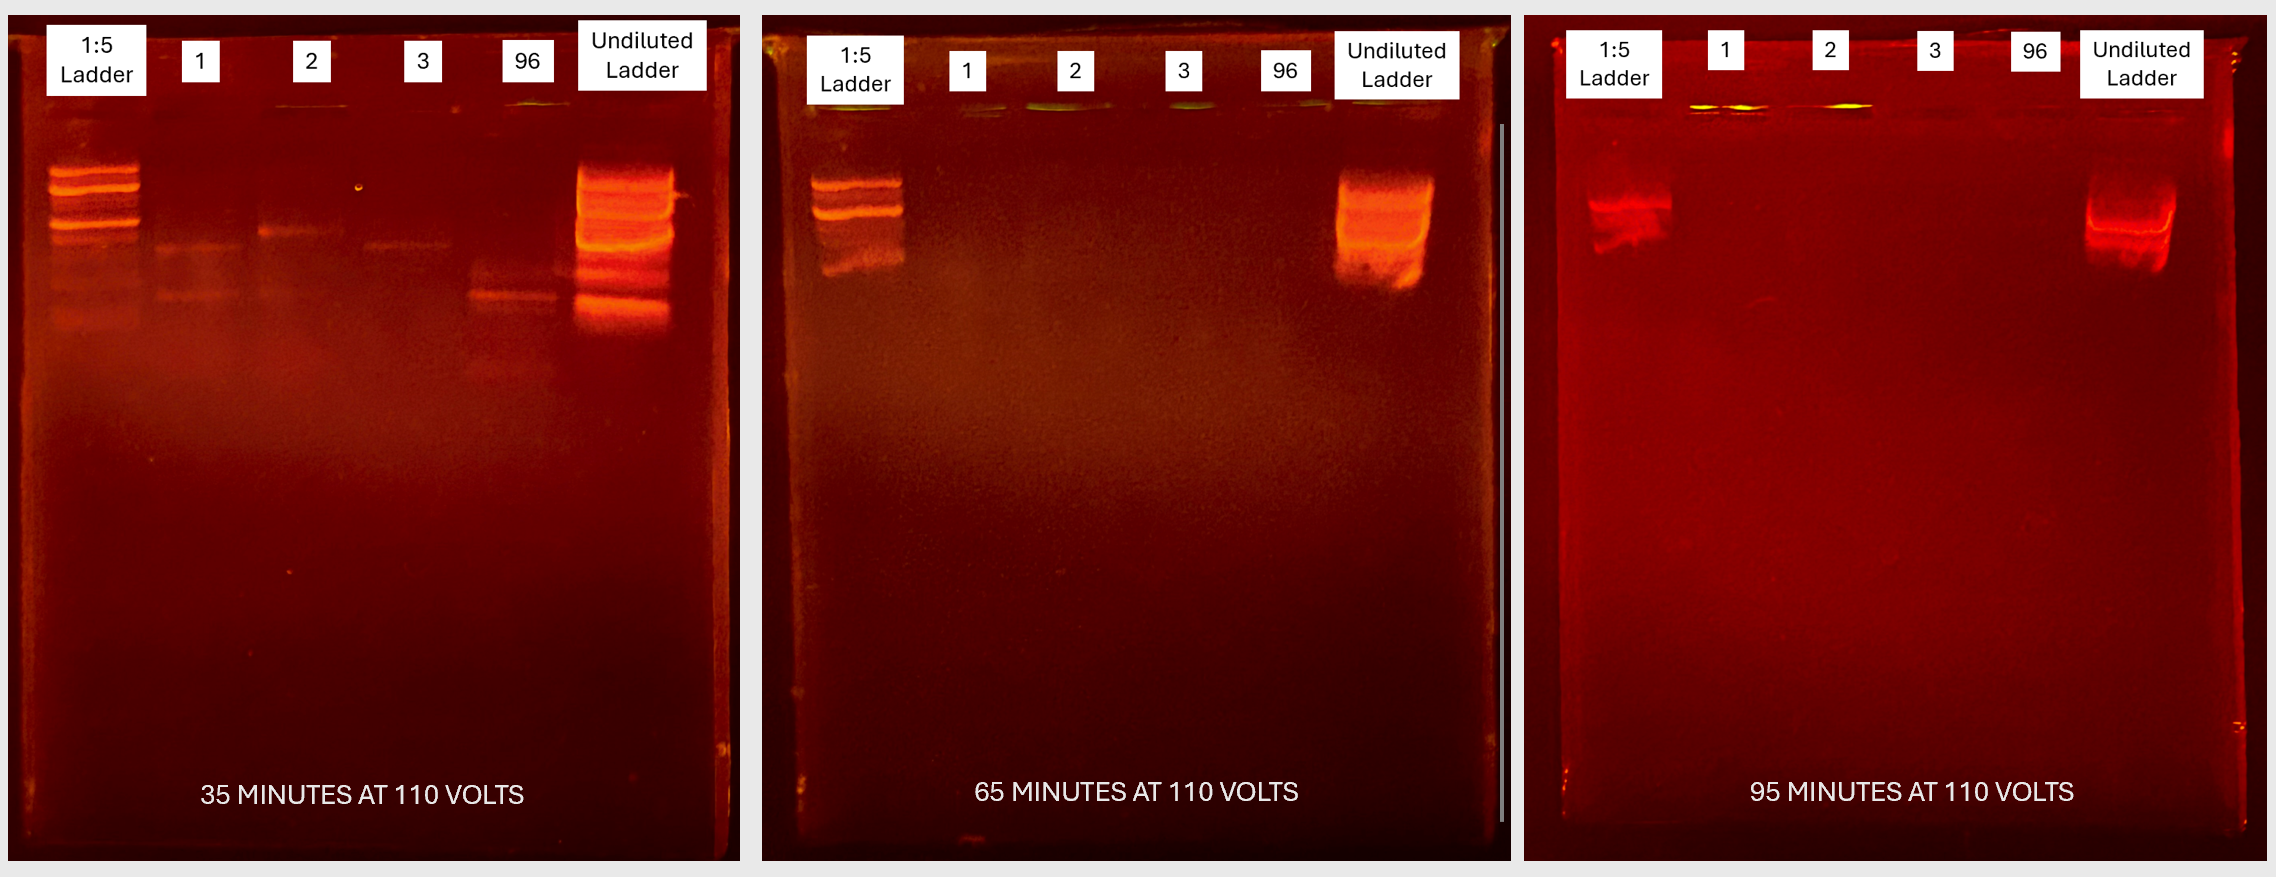 1:5
Ladder
1
2
3
96
Undiluted
Ladder
35 MINUTES AT 110 VOLTS
1:5
Ladder
1
2
3
96
Undiluted
Ladder
65 MINUTES AT 110 VOLTS
1:5
Ladder
1
2
3
96
Undiluted
Ladder
95 MINUTES AT 110 VOLTS